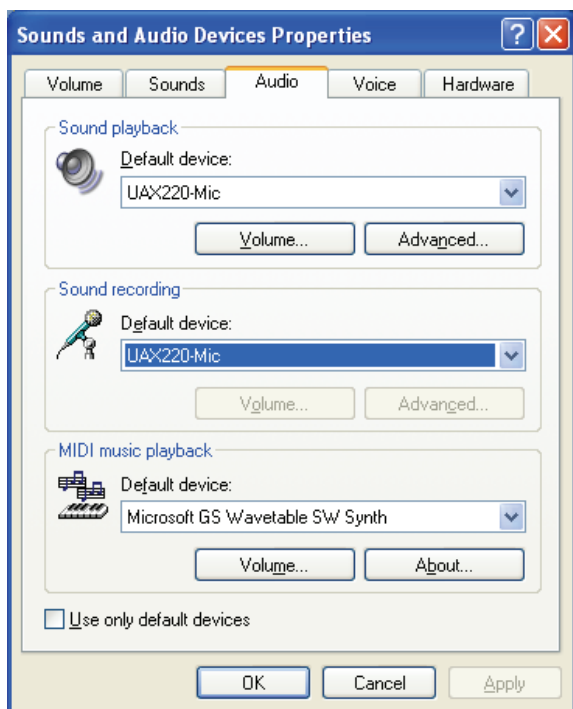 Sounds and Audio Devices Properties
Volume Sounds Audio Voice Hardware
Sound playback
Default device:
UAX220-Mic
Volume... Advanced...
Sound recording
Default device:
UAX220-Mic
Volume... Advanced...
MIDI music playback
Default device:
Microsoft GS Wavetable SW Synth
Volume... About...
Use only default devices
OK Cancel Apply